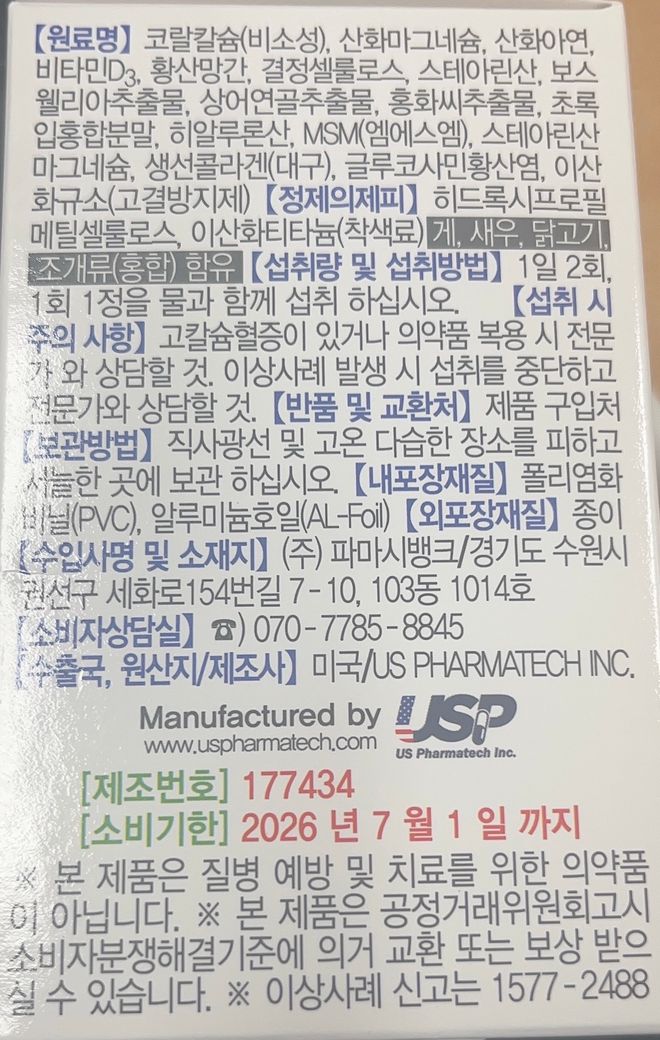 【원료명】 코랄칼슘(비소성), 산화마그네슘, 산화아연,
비타민D3, 황산망간, 결정셀룰로스, 스테아린산, 보스
웰리아추출물, 상어연골추출물, 홍화씨추출물, 초록
입홍합분말, 히알루론산, MSM(엠에스엠), 스테아린산
마그네슘, 생선콜라겐(대구), 글루코사민황산염, 이산
화규소(고결방지제) 【정제의제피】 히드록시프로필
메틸셀룰로스, 이산화티타늄(착색료) 게, 새우, 닭고기,
조개류(홍합) 함유 【섭취량 및 섭취방법】 1일 2회,
1회 1정을 물과 함께 섭취 하십시오. 【섭취 시
주의 사항】 고칼슘혈증이 있거나 의약품 복용 시 전문
가 와 상담할 것. 이상사례 발생 시 섭취를 중단하고
전문가와 상담할 것. 【반품 및 교환처】 제품 구입처
【보관방법】 직사광선 및 고온 다습한 장소를 피하고
서늘한 곳에 보관 하십시오. 【내포장재질】 폴리염화
비닐(PVC), 알루미늄호일(AL-Foil) 【외포장재질】 종이
【수입사명 및 소재지】 (주) 파마시뱅크/경기도 수원시
권선구 세화로154번길 7-10, 103동 1014호
【소비자상담실】 ☎) 070-7785-8845
【수출국, 원산지/제조사】 미국/US PHARMATECH INC.
Manufactured by USP
www.uspharmatech.com US Pharmatech Inc.
[제조번호] 177434
[소비기한] 2026 년 7 월 1 일 까지
※ 본 제품은 질병 예방 및 치료를 위한 의약품
이 아닙니다. ※ 본 제품은 공정거래위원회고시
소비자분쟁해결기준에 의거 교환 또는 보상 받으
실 수 있습니다. ※ 이상사례 신고는 1577-2488